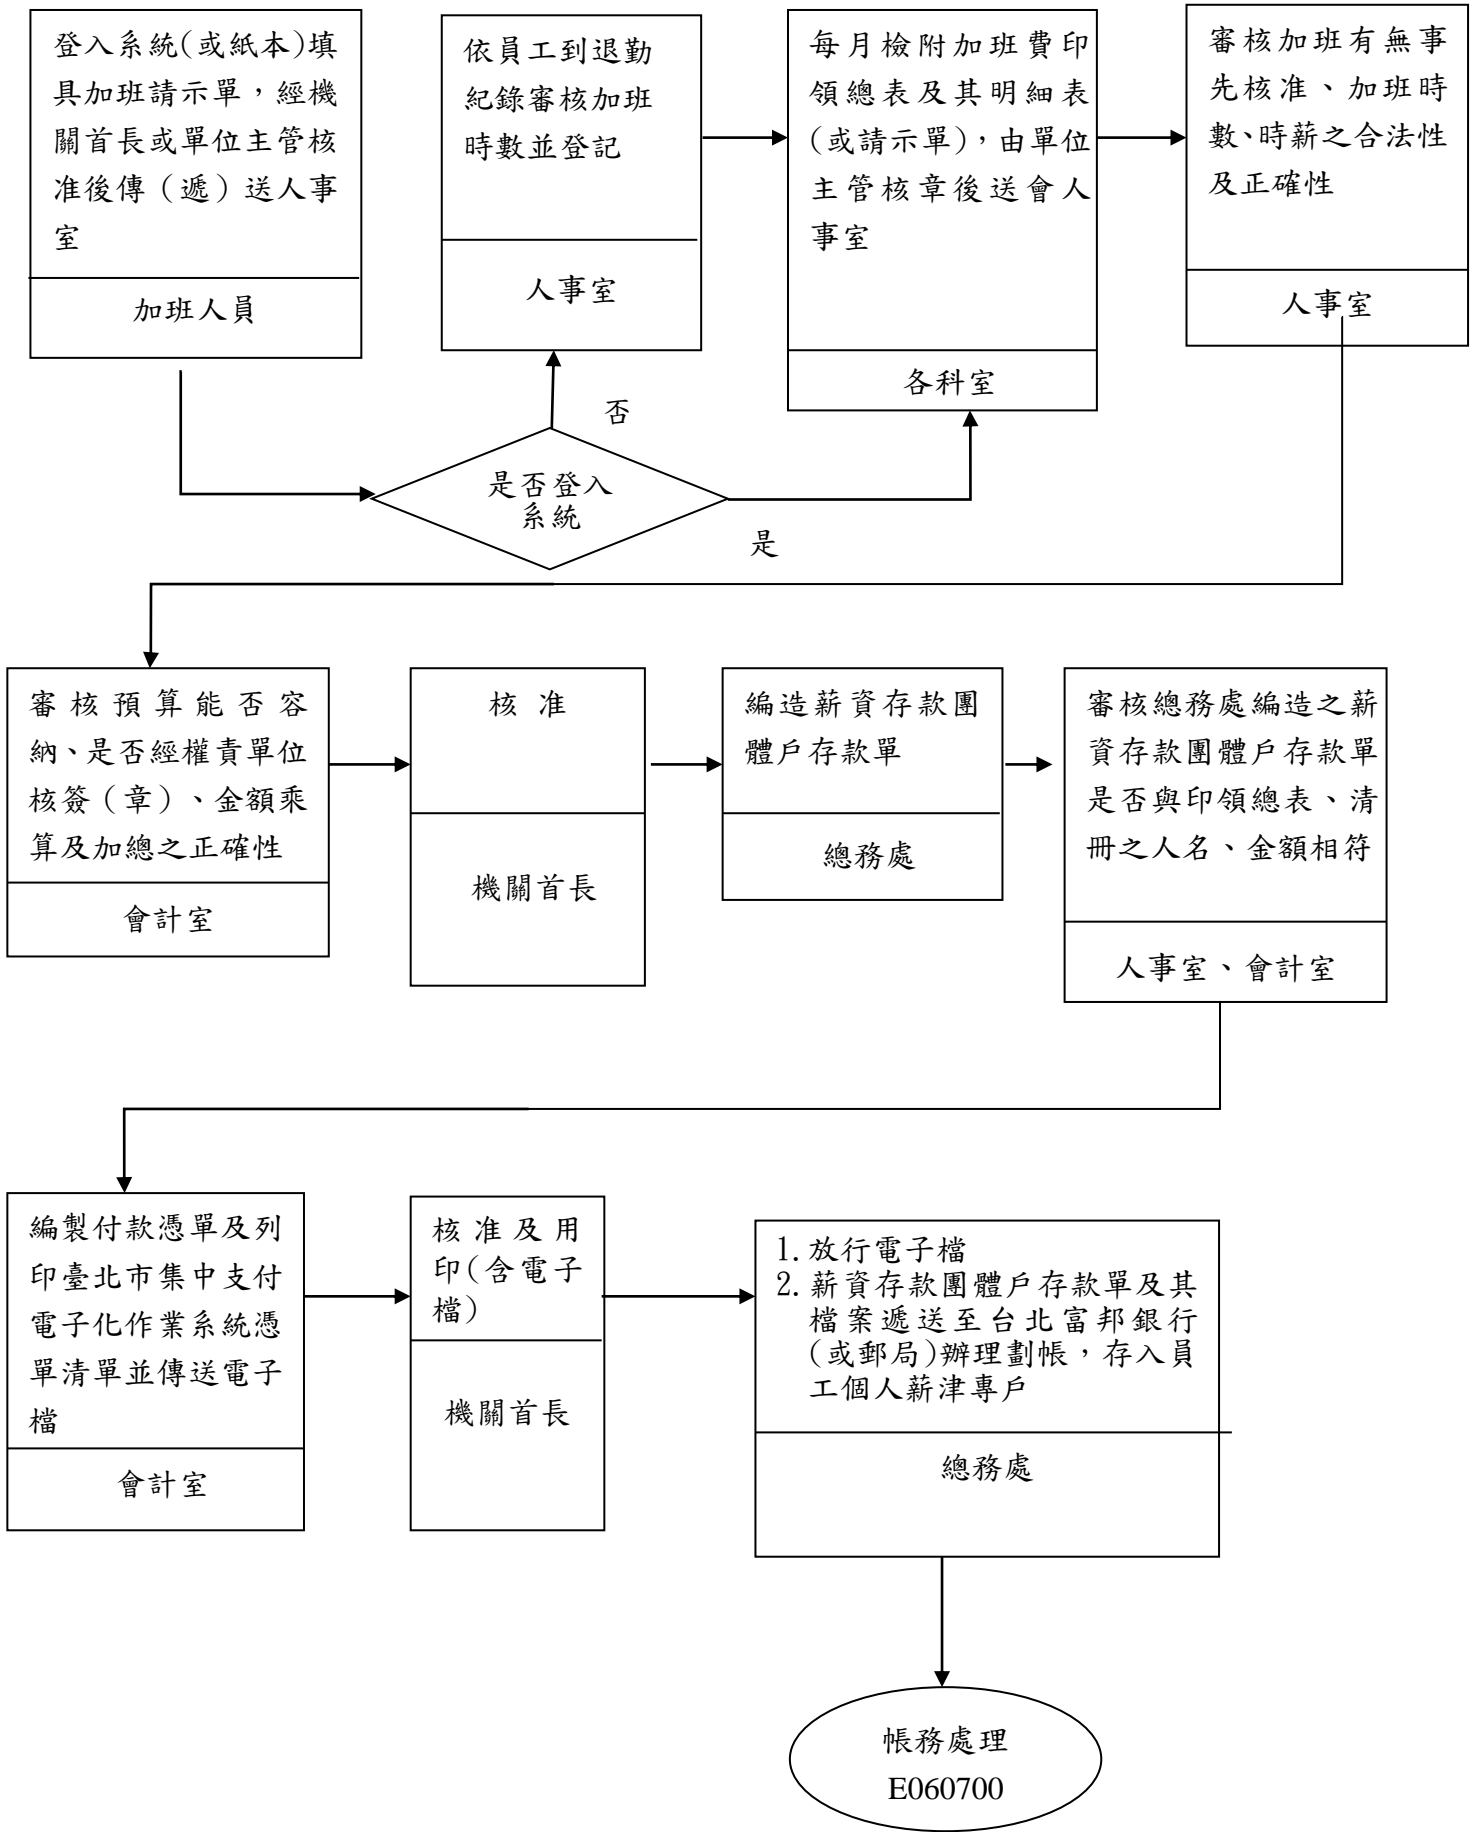 登入系統(或紙本)填
具加班請示單，經機
關首長或單位主管核
准後傳（遞）送人事
室
加班人員
依員工到退勤
紀錄審核加班
時數並登記
人事室
每月檢附加班費印
領總表及其明細表
(或請示單)，由單位
主管核章後送會人
事室
各科室
審核加班有無事
先核准、加班時
數、時薪之合法性
及正確性
人事室
否
是否登入
系統
是
審核預算能否容
納、是否經權責單位
核簽（章）、金額乘
算及加總之正確性
會計室
核准
機關首長
編造薪資存款團
體戶存款單
總務處
審核總務處編造之薪
資存款團體戶存款單
是否與印領總表、清
冊之人名、金額相符
人事室、會計室
編製付款憑單及列
印臺北市集中支付
電子化作業系統憑
單清單並傳送電子
檔
會計室
核准及用
印(含電子
檔)
機關首長
1.放行電子檔
2.薪資存款團體戶存款單及其
檔案遞送至台北富邦銀行
(或郵局)辦理劃帳，存入員
工個人薪津專戶
總務處
帳務處理
E060700